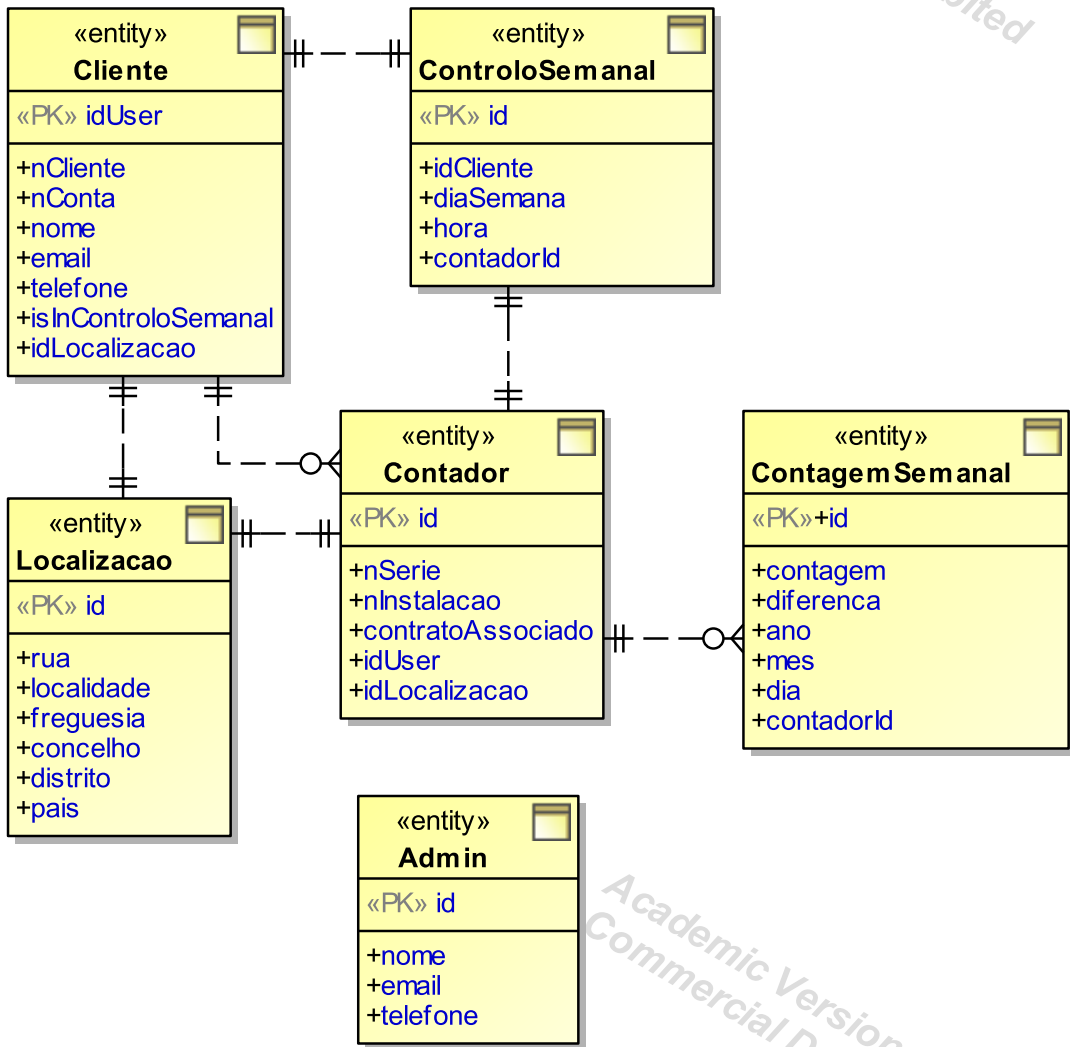 «entity»
Cliente
«PK» idUser
+nCliente
+nConta
+nome
+email
+telefone
+isInControloSemanal
+idLocalizacao
«entity»
ControloSemanal
«PK» id
+idCliente
+diaSemana
+hora
+contadorId
«entity»
Localizacao
«PK» id
+rua
+localidade
+freguesia
+concelho
+distrito
+pais
«entity»
Contador
«PK» id
+nSerie
+nInstalacao
+contratoAssociado
+idUser
+idLocalizacao
«entity»
ContagemSemanal
«PK»+id
+contagem
+diferenca
+ano
+mes
+dia
+contadorId
«entity»
Admin
«PK» id
+nome
+email
+telefone
Academic Version
Commercial